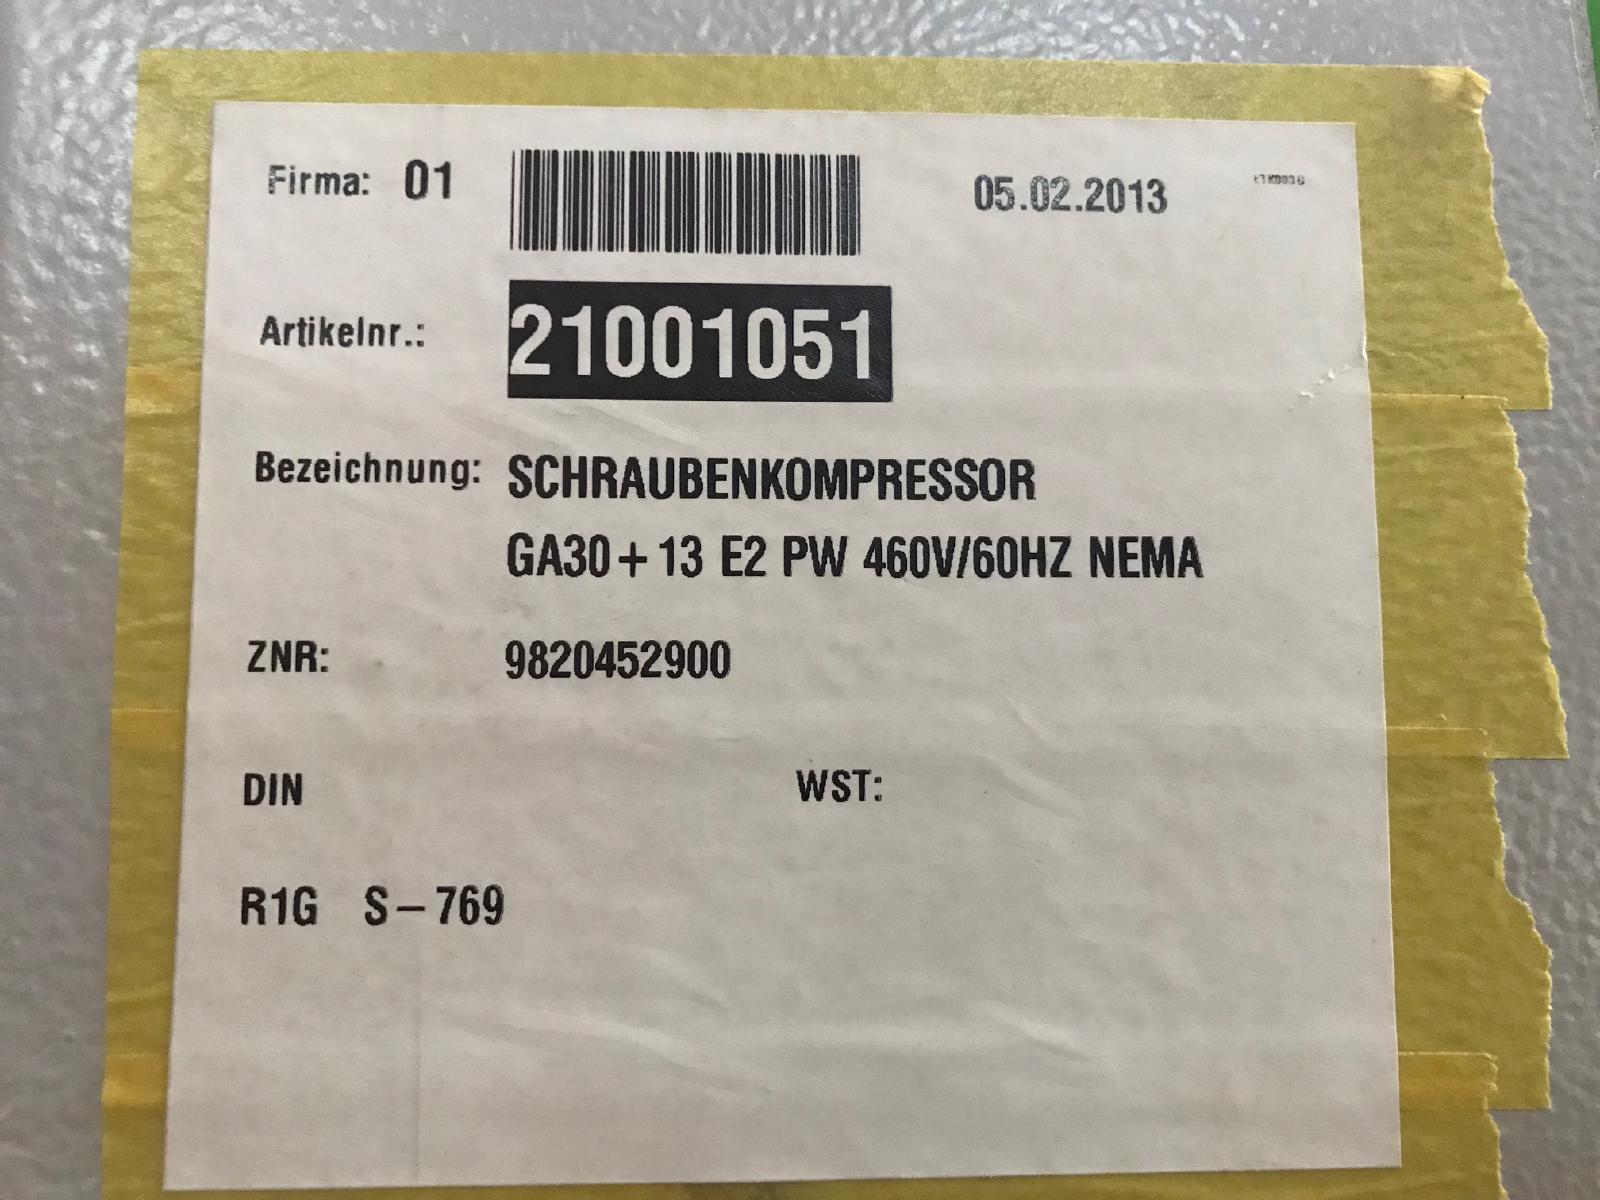 Firma: 01
05.02.2013
Artikelnr.: 21001051
Bezeichnung: SCHRAUBENKOMPRESSOR
GA30+13 E2 PW 460V/60HZ NEMA
ZNR: 9820452900
DIN WST:
R1G S-769